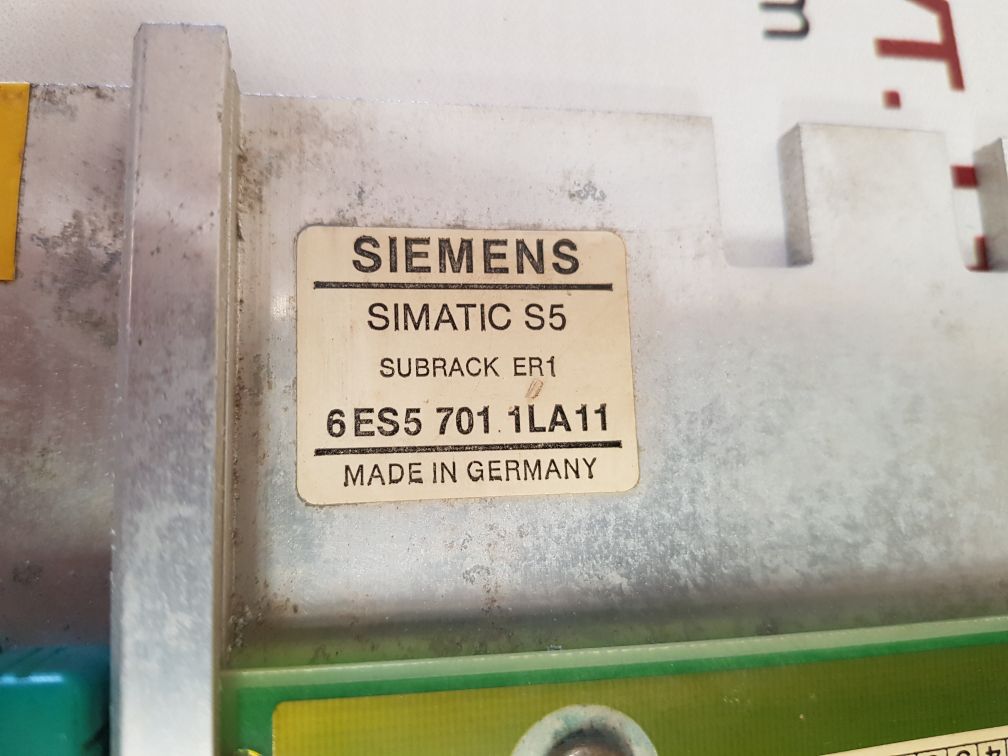 SIEMENS
SIMATIC S5
SUBRACK ER1
6ES5 701 1LA11
MADE IN GERMANY